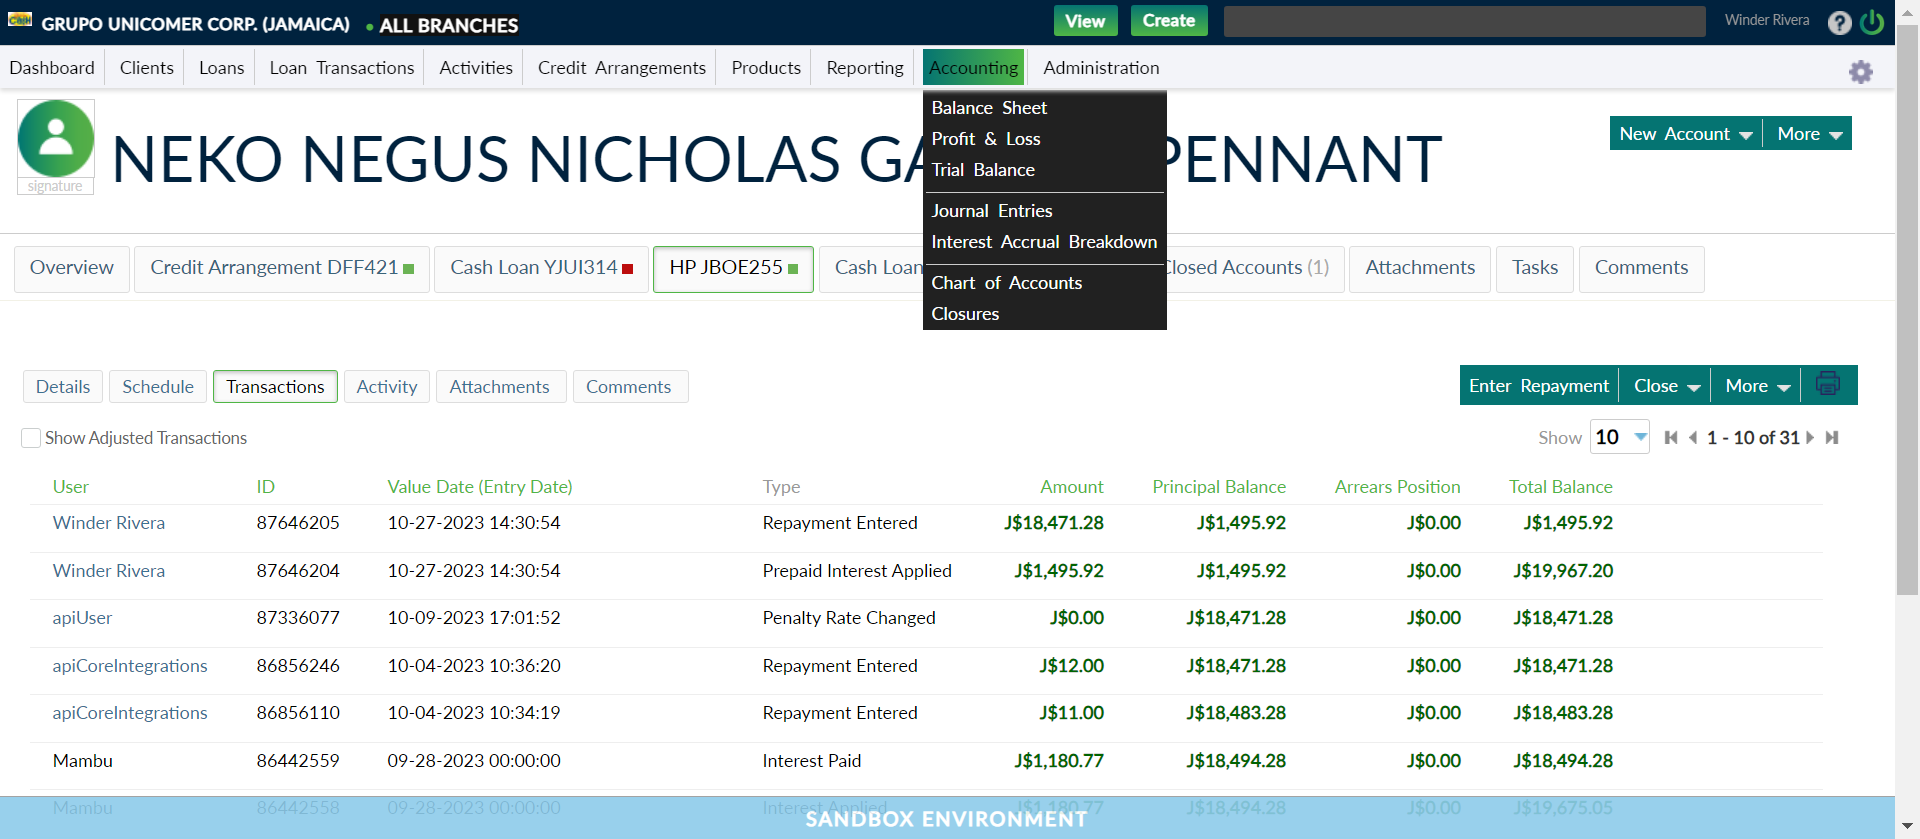 GRUPO UNICOMER CORP. (JAMAICA) ALL BRANCHES View Create Winder Rivera ?
Dashboard Clients Loans Loan Transactions Activities Credit Arrangements Products Reporting Accounting Administration
Balance Sheet
Profit & Loss
Trial Balance
Journal Entries
Interest Accrual Breakdown
Chart of Accounts
Closures
signature
NEKO NEGUS NICHOLAS PENNANT
New Account More
Overview Credit Arrangement DFF421 Cash Loan YJUI314 HP JBOE255 Cash Loan Closed Accounts (1) Attachments Tasks Comments
Details Schedule Transactions Activity Attachments Comments
Enter Repayment Close More
Show Adjusted Transactions
Show 10 1 - 10 of 31
User ID Value Date (Entry Date) Type Amount Principal Balance Arrears Position Total Balance
Winder Rivera 87646205 10-27-2023 14:30:54 Repayment Entered J$18,471.28 J$1,495.92 J$0.00 J$1,495.92
Winder Rivera 87646204 10-27-2023 14:30:54 Prepaid Interest Applied J$1,495.92 J$1,495.92 J$0.00 J$19,967.20
apiUser 87336077 10-09-2023 17:01:52 Penalty Rate Changed J$0.00 J$18,471.28 J$0.00 J$18,471.28
apiCoreIntegrations 86856246 10-04-2023 10:36:20 Repayment Entered J$12.00 J$18,471.28 J$0.00 J$18,471.28
apiCoreIntegrations 86856110 10-04-2023 10:34:19 Repayment Entered J$11.00 J$18,483.28 J$0.00 J$18,483.28
Mambu 86442559 09-28-2023 00:00:00 Interest Paid J$1,180.77 J$18,494.28 J$0.00 J$18,494.28
Mambu 86442558 09-28-2023 00:00:00 Interest Applied J$1,180.77 J$18,494.28 J$0.00 J$19,675.05
SANDBOX ENVIRONMENT